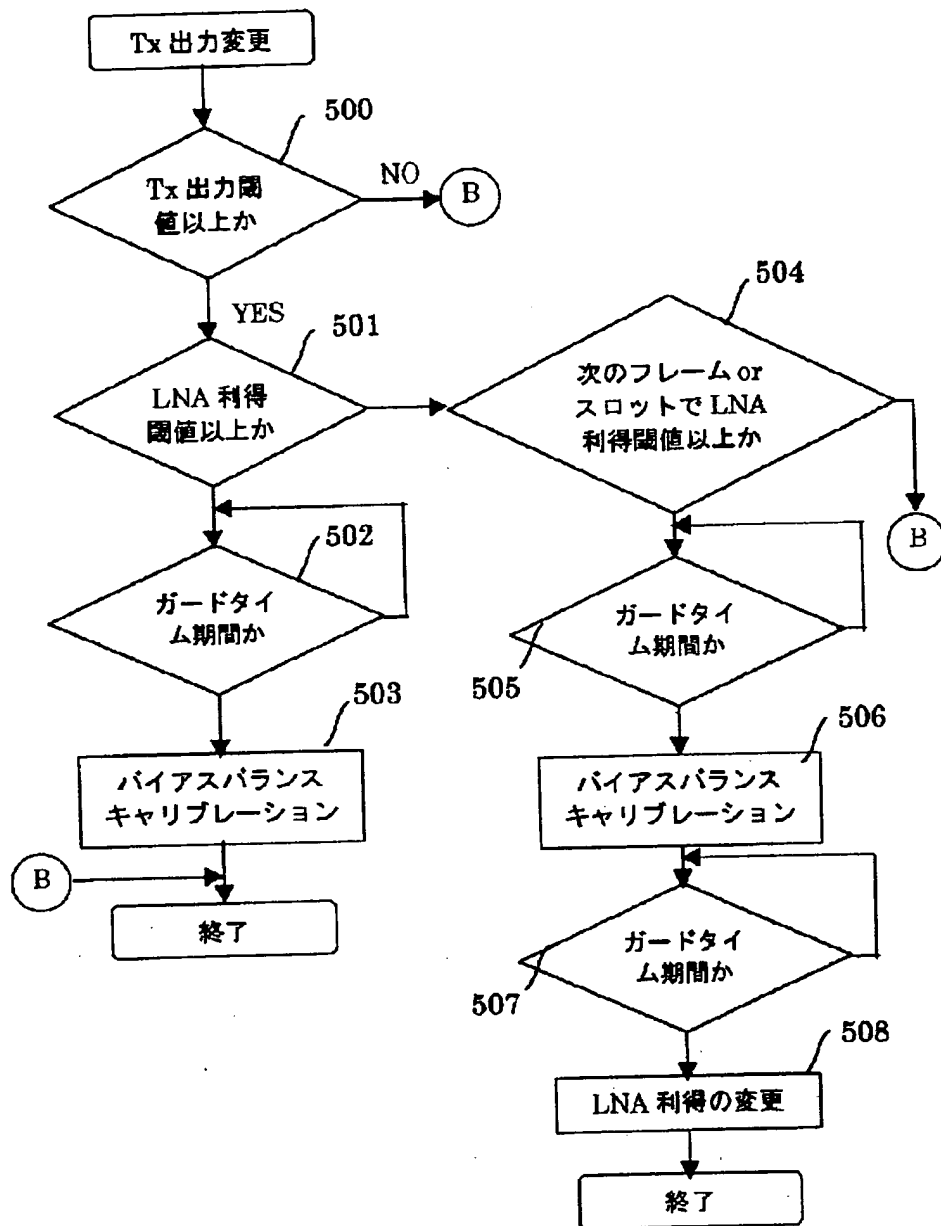 Tx 出力変更
500
Tx 出力閾
値以上か
NO
B
YES
501
LNA 利得
閾値以上か
504
次のフレーム or
スロットで LNA
利得閾値以上か
B
502
ガードタイ
ム期間か
505
ガードタイ
ム期間か
503
バイアスバランス
キャリブレーション
506
バイアスバランス
キャリブレーション
B
終了
507
ガードタイ
ム期間か
508
LNA 利得の変更
終了